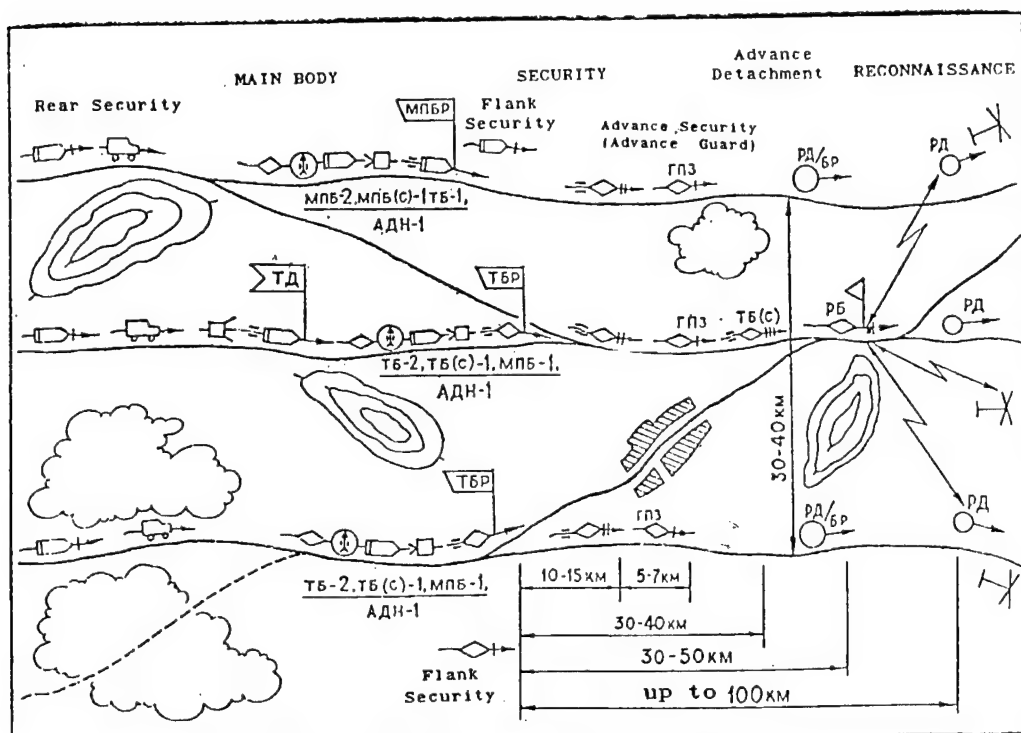 MAIN BODY
SECURITY
Advance
Detachment
RECONNAISSANCE
Rear Security
МПБР
Flank
Security
Advance Security
(Advance Guard)
ГПЗ
РД/БР
РД
МПБ-2, МПБ(С)-1ТБ-1,
АДН-1
ТД
ТБР
ГПЗ
ТБ(С)
РБ
РД
ТБ-2, ТБ(С)-1, МПБ-1,
АДН-1
30-40км
ТБР
ГПЗ
РД/БР
РД
ТБ-2, ТБ(С)-1, МПБ-1,
АДН-1
10-15км
5-7км
30-40км
30-50км
up to 100км
Flank
Security